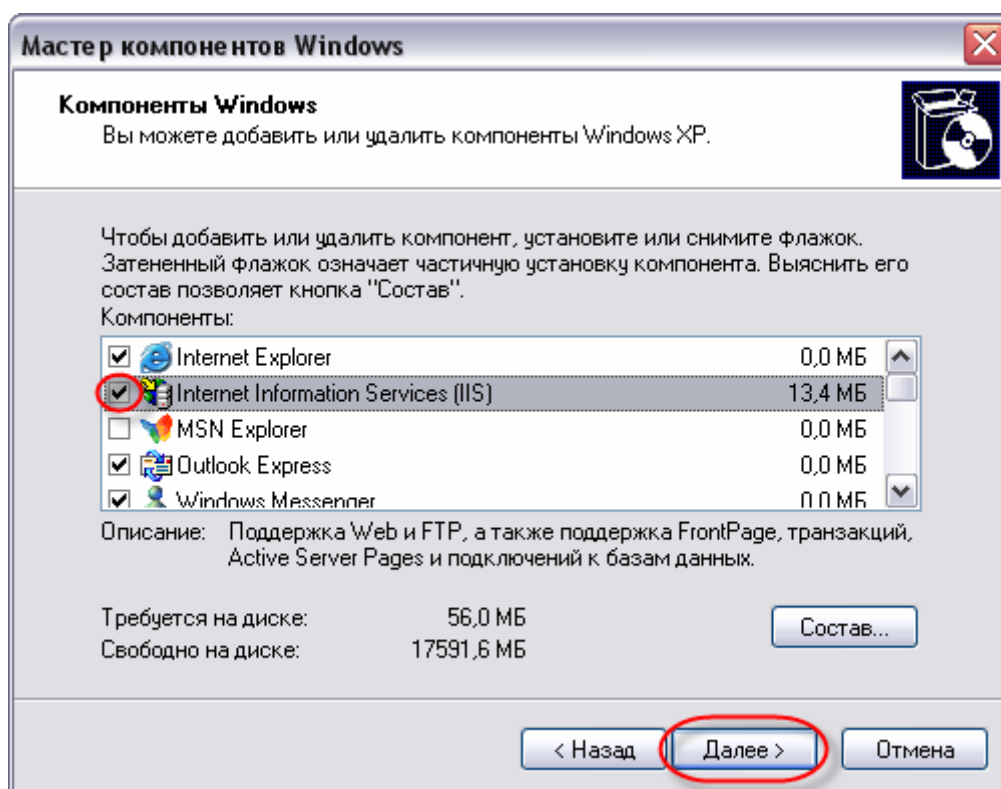 Мастер компонентов Windows
Компоненты Windows
Вы можете добавить или удалить компоненты Windows XP.
Чтобы добавить или удалить компонент, установите или снимите флажок.
Затененный флажок означает частичную установку компонента. Выяснить его
состав позволяет кнопка "Состав".
Компоненты:
Internet Explorer 0,0 МБ
Internet Information Services (IIS) 13,4 МБ
MSN Explorer 0,0 МБ
Outlook Express 0,0 МБ
Windows Messenger 0,0 МБ
Описание: Поддержка Web и FTP, а также поддержка FrontPage, транзакций,
Active Server Pages и подключений к базам данных.
Требуется на диске: 56,0 МБ
Свободно на диске: 17591,6 МБ
Состав...
< Назад Далее > Отмена